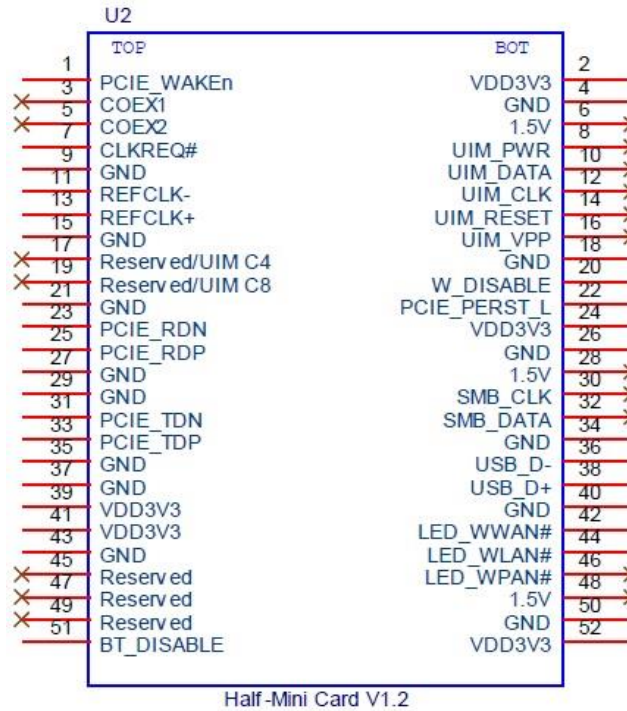 U2
TOP BOT
1 PCIE_WAKEn VDD3V3 2
3 COEX1 GND 4
5 COEX2 1.5V 6
7 CLKREQ# UIM_PWR 8
9 GND UIM_DATA 10
11 REFCLK- UIM_CLK 12
13 REFCLK+ UIM_RESET 14
15 GND UIM_VPP 16
17 Reserved/UIM C4 GND 18
19 Reserved/UIM C8 W_DISABLE 20
21 GND PCIE_PERST_L 22
23 PCIE_RDN VDD3V3 24
25 PCIE_RDP GND 26
27 GND 1.5V 28
29 GND SMB_CLK 30
31 PCIE_TDN SMB_DATA 32
33 PCIE_TDP GND 34
35 GND USB_D- 36
37 GND USB_D+ 38
39 VDD3V3 GND 40
41 VDD3V3 LED_WWAN# 42
43 GND LED_WLAN# 44
45 Reserved LED_WPAN# 46
47 Reserved 1.5V 48
49 Reserved GND 50
51 BT_DISABLE VDD3V3 52
Half-Mini Card V1.2